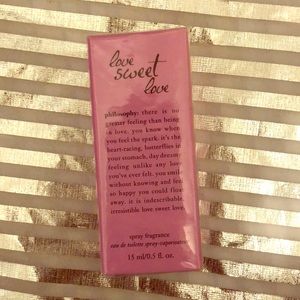 love
sweet
love
philosophy: there is no
greater feeling than being
in love. you know when
you feel the spark. it's the
heart-racing, butterflies in
your stomach, day dreamy
feeling unlike any love
you've ever felt. you smile
without knowing and feel
so happy you could float
away. it is indescribable,
irresistible love sweet love.
spray fragrance
eau de toilette spray-vaporisateur
15 ml/0.5 fl. oz.